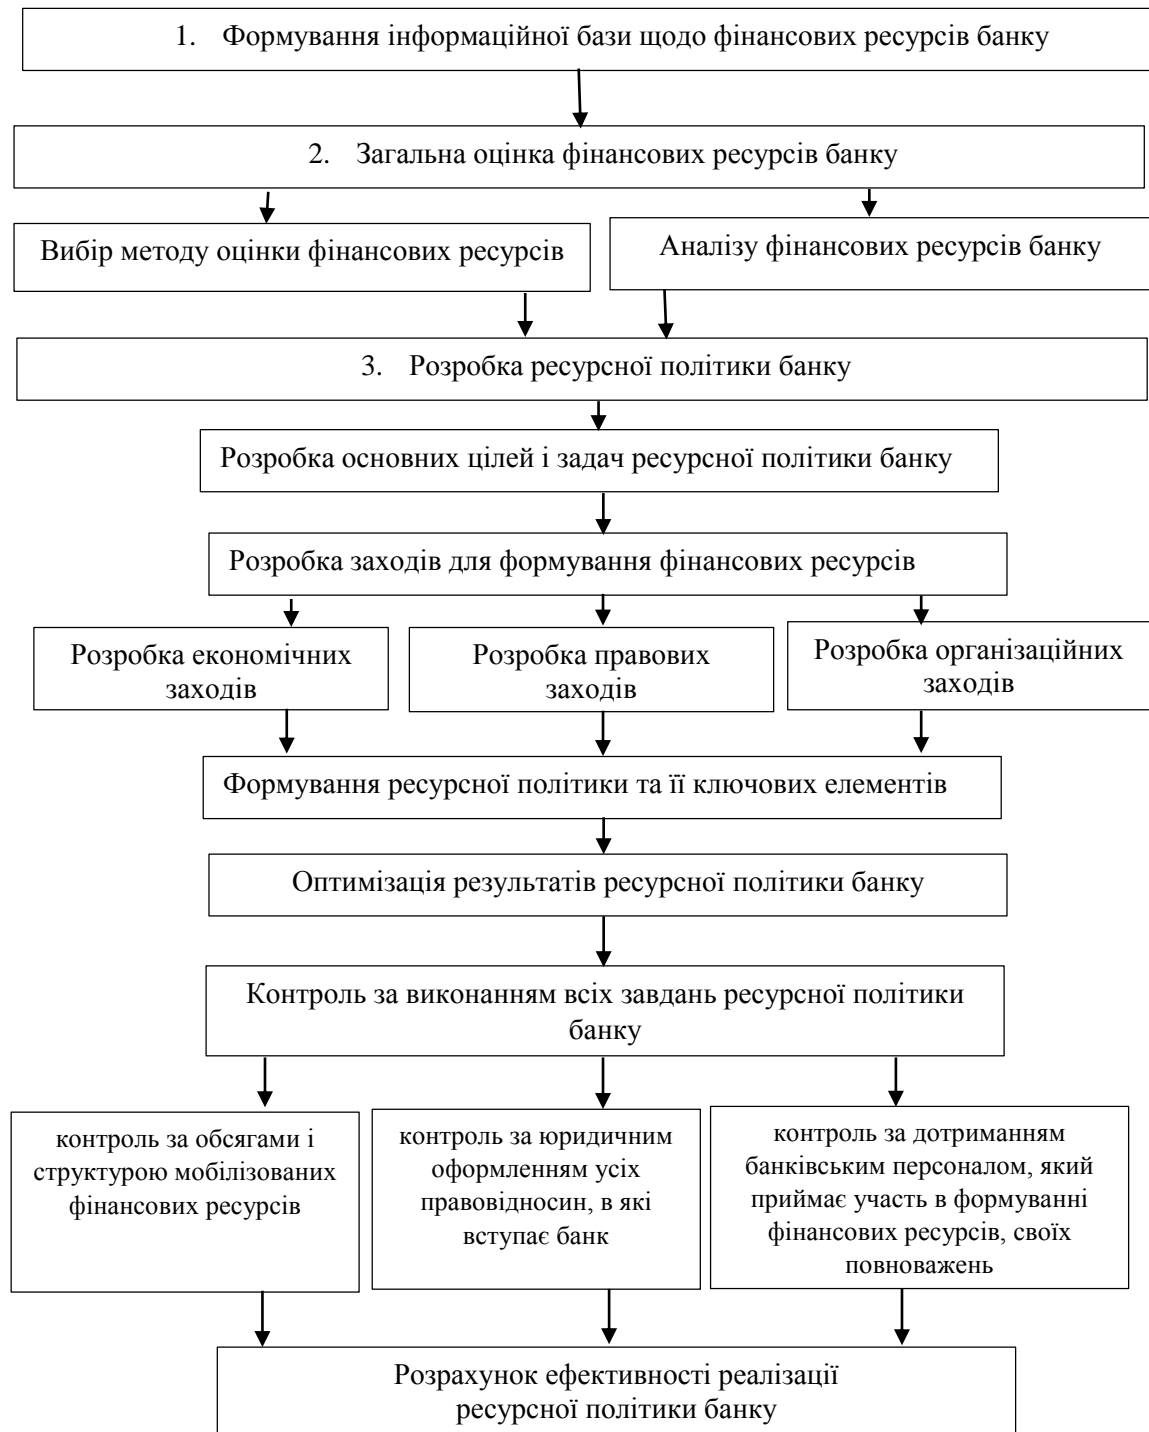 1. Формування інформаційної бази щодо фінансових ресурсів банку
2. Загальна оцінка фінансових ресурсів банку
Вибір методу оцінки фінансових ресурсів
Аналізу фінансових ресурсів банку
3. Розробка ресурсної політики банку
Розробка основних цілей і задач ресурсної політики банку
Розробка заходів для формування фінансових ресурсів
Розробка економічних
заходів
Розробка правових
заходів
Розробка організаційних
заходів
Формування ресурсної політики та її ключових елементів
Оптимізація результатів ресурсної політики банку
Контроль за виконанням всіх завдань ресурсної політики
банку
контроль за обсягами і
структурою мобілізованих
фінансових ресурсів
контроль за юридичним
оформленням усіх
правовідносин, в які
вступає банк
контроль за дотриманням
банківським персоналом, який
приймає участь в формуванні
фінансових ресурсів, своїх
повноважень
Розрахунок ефективності реалізації
ресурсної політики банку